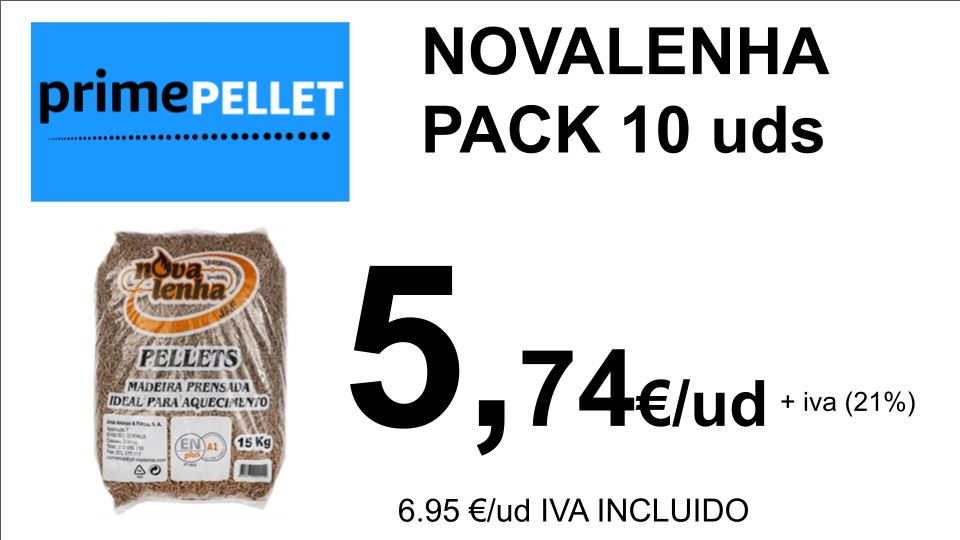 primePELLET
NOVALENHA
PACK 10 uds
nova
lenha
PELLETS
MADEIRA PRENSADA
IDEAL PARA AQUECIMENTO
15 Kg
EN
plus
A1
5,74€/ud + iva (21%)
6.95 €/ud IVA INCLUIDO